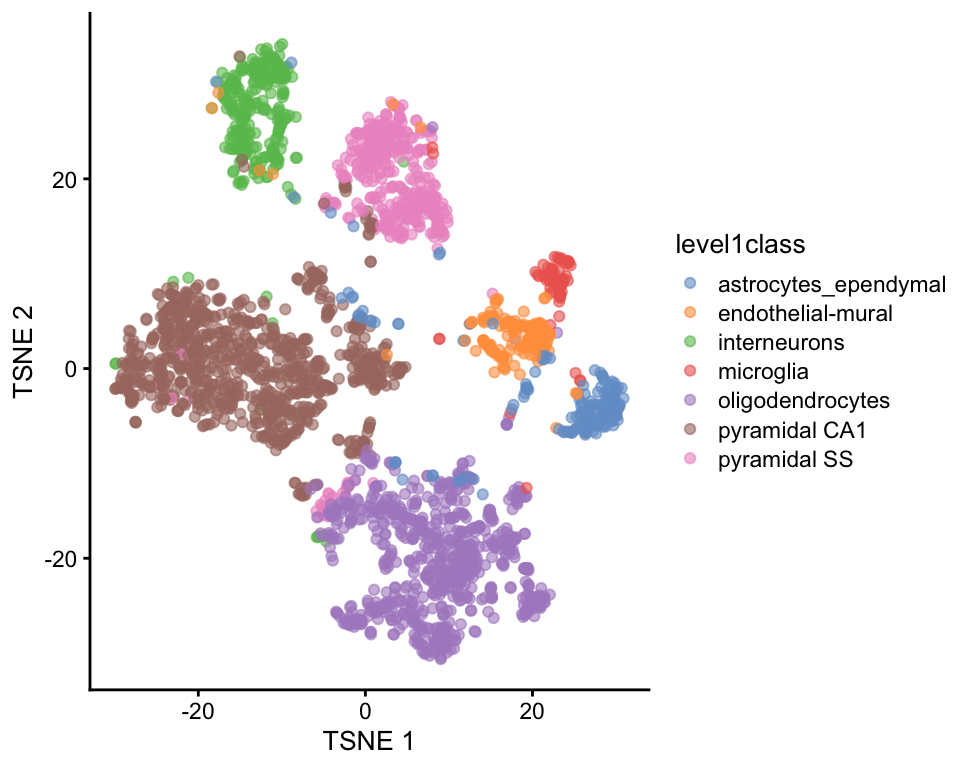 20
0
-20
TSNE 2
-20
0
20
TSNE 1
level1class
astrocytes_ependymal
endothelial-mural
interneurons
microglia
oligodendrocytes
pyramidal CA1
pyramidal SS